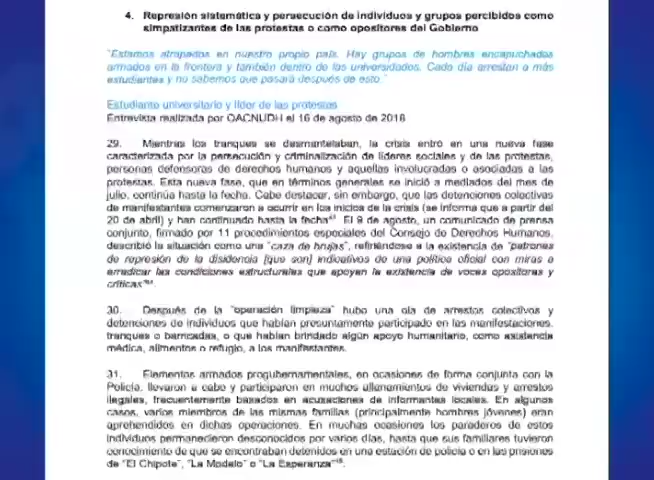 4. Represión sistemática y persecución de individuos y grupos percibidos como
simpatizantes de las protestas o como opositores del Gobierno
"Estamos atrapados en nuestro propio país. Hay grupos de hombres encapuchados
armados en la frontera y también dentro de las universidades. Cada día arrestan a más
estudiantes y no sabemos que pasará después de esto."
Estudiante universitario y líder de las protestas
Entrevista realizada por OACNUDH el 16 de agosto de 2018
29. Mientras los tranques se desmantelaban, la crisis entró en una nueva fase
caracterizada por la persecución y criminalización de líderes sociales y de las protestas,
personas defensoras de derechos humanos y aquellas involucradas o asociadas a las
protestas. Esta nueva fase, que en términos generales se inició a mediados del mes de
julio, continúa hasta la fecha. Cabe destacar, sin embargo, que las detenciones colectivas
de manifestantes comenzaron a ocurrir en los inicios de la crisis (se informa que a partir del
20 de abril) y han continuado hasta la fecha. El 9 de agosto, un comunicado de prensa
conjunto, firmado por 11 procedimientos especiales del Consejo de Derechos Humanos,
describió la situación como una "caza de brujas", refiriéndose a la existencia de "patrones
de represión de la disidencia [que son] indicativos de una política oficial con miras a
erradicar las condiciones estructurales que apoyan la existencia de voces opositoras y
críticas"
30. Después de la "operación limpieza" hubo una ola de arrestos colectivos y
detenciones de individuos que habían presuntamente participado en las manifestaciones,
tranques o barricadas, o que habían brindado algún apoyo humanitario, como asistencia
médica, alimentos o refugio, a los manifestantes.
31. Elementos armados progubernamentales, en ocasiones de forma conjunta con la
Policía, llevaron a cabo y participaron en muchos allanamientos de viviendas y arrestos
ilegales, frecuentemente basados en acusaciones de informantes locales. En algunos
casos, varios miembros de las mismas familias (principalmente hombres jóvenes) eran
aprehendidos en dichas operaciones. En muchas ocasiones los paraderos de estos
individuos permanecieron desconocidos por varios días, hasta que sus familiares tuvieron
conocimiento de que se encontraban detenidos en una estación de policía o en las prisiones
de "El Chipote", "La Modelo" o "La Esperanza".